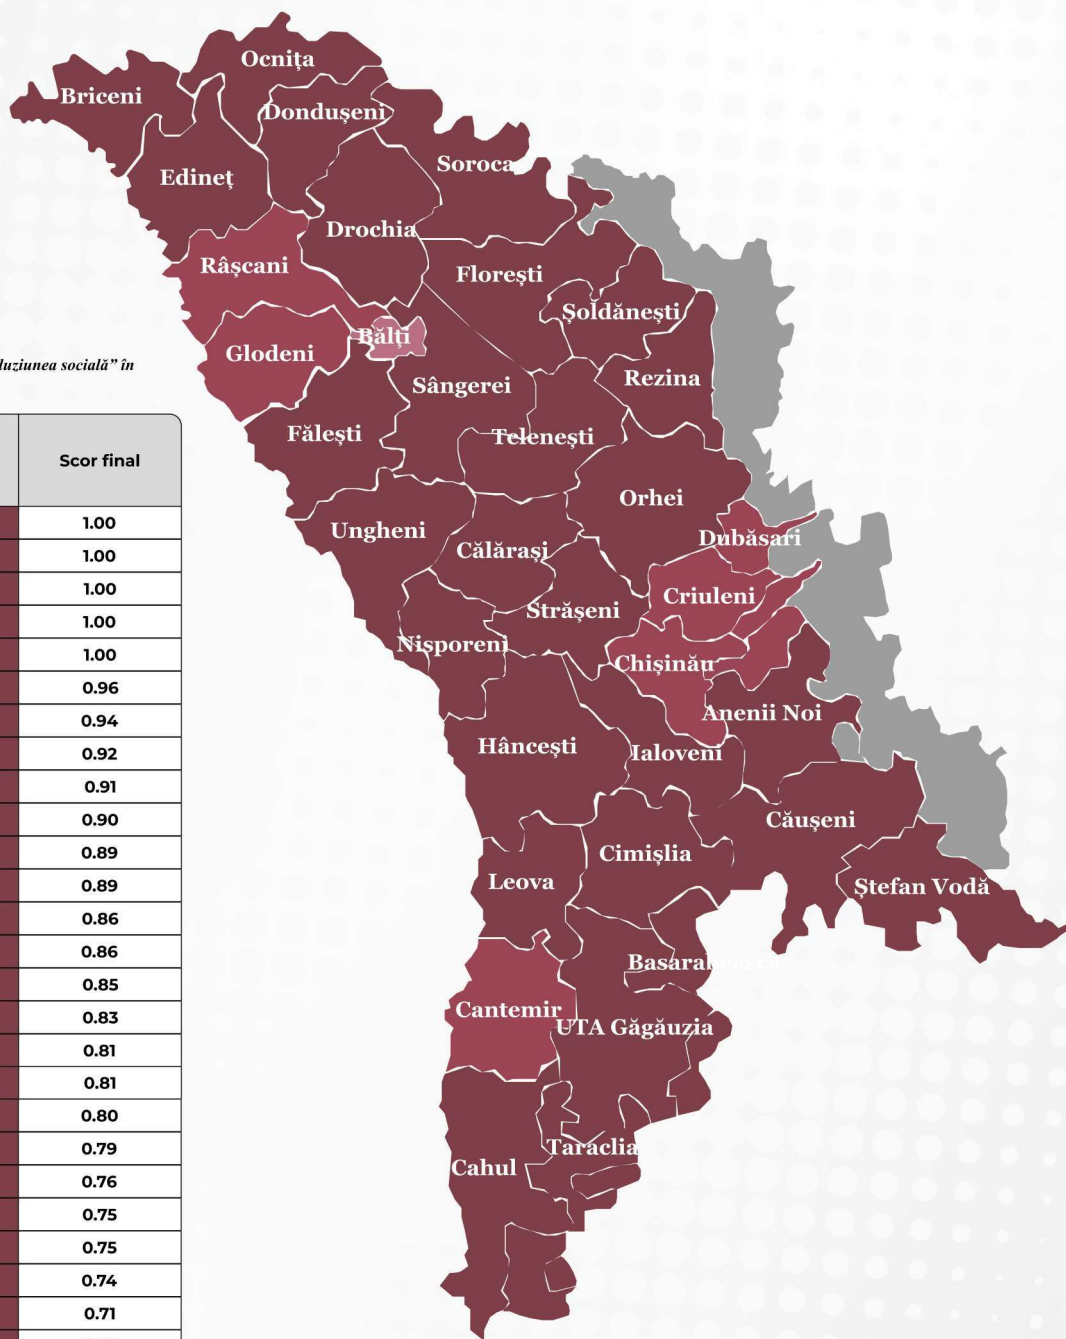 Ocnița
Briceni
Dondușeni
Soroca
Edineț
Drochia
Râșcani
Florești
Șoldănești
Bălți
Glodeni
Rezina
Sângerei
Fălești
Telenești
Orhei
Ungheni
Dubăsari
Călărași
Criuleni
Strășeni
Nisporeni
Chișinău
Anenii Noi
Hâncești
Ialoveni
Căușeni
Cimișlia
Leova
Ștefan Vodă
Basarabeasca
Cantemir
UTA Găgăuzia
Taraclia
Cahul
socială” în
Scor final
1.00
1.00
1.00
1.00
1.00
0.96
0.94
0.92
0.91
0.90
0.89
0.89
0.86
0.86
0.85
0.83
0.81
0.81
0.80
0.79
0.76
0.75
0.75
0.74
0.71